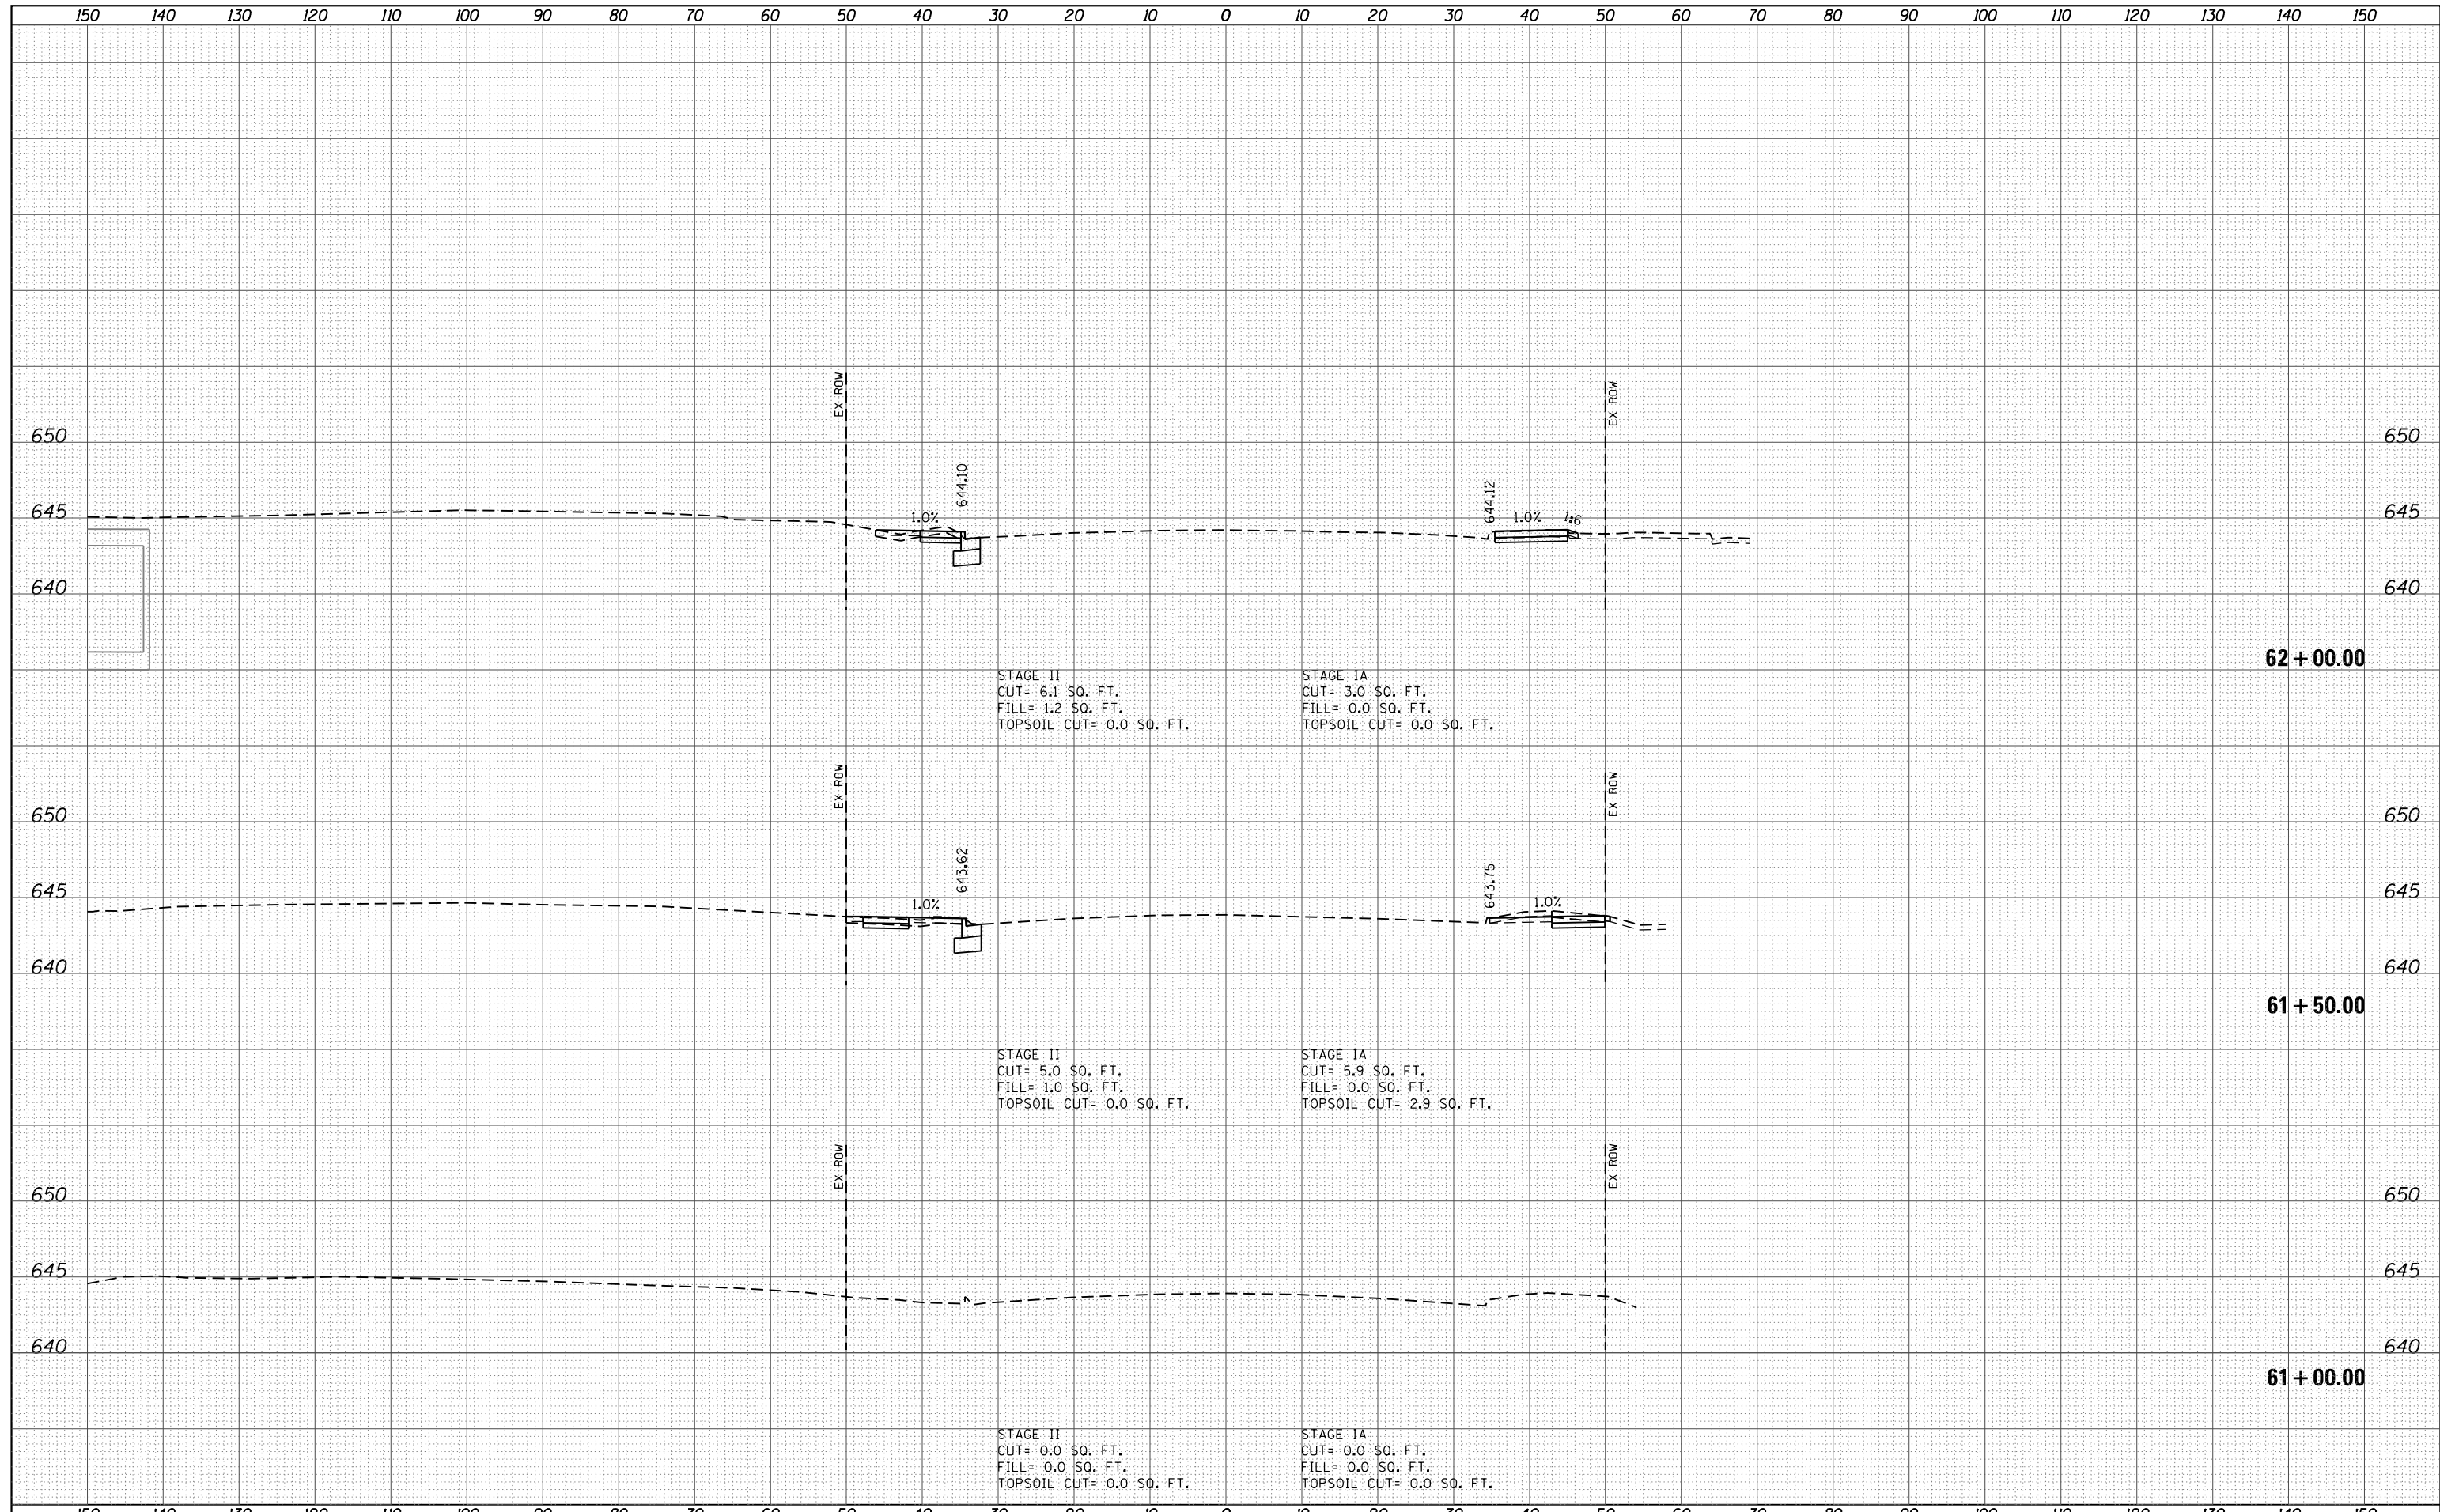 150 140 130 120 110 100 90 80 70 60 50 40 30 20 10 0 10 20 30 40 50 60 70 80 90 100 110 120 130 140 150
EX ROW
EX ROW
650 650
644.10
644.12
645 1.0% 1.0% 1:6 645
640 640
62+00.00
STAGE II
CUT= 6.1 SQ. FT.
FILL= 1.2 SQ. FT.
TOPSOIL CUT= 0.0 SQ. FT.
STAGE IA
CUT= 3.0 SQ. FT.
FILL= 0.0 SQ. FT.
TOPSOIL CUT= 0.0 SQ. FT.
EX ROW
EX ROW
650 650
643.62
643.75
645 1.0% 1.0% 645
640 640
61+50.00
STAGE II
CUT= 5.0 SQ. FT.
FILL= 1.0 SQ. FT.
TOPSOIL CUT= 0.0 SQ. FT.
STAGE IA
CUT= 5.9 SQ. FT.
FILL= 0.0 SQ. FT.
TOPSOIL CUT= 2.9 SQ. FT.
EX ROW
EX ROW
650 650
645 645
640 640
61+00.00
STAGE II
CUT= 0.0 SQ. FT.
FILL= 0.0 SQ. FT.
TOPSOIL CUT= 0.0 SQ. FT.
STAGE IA
CUT= 0.0 SQ. FT.
FILL= 0.0 SQ. FT.
TOPSOIL CUT= 0.0 SQ. FT.